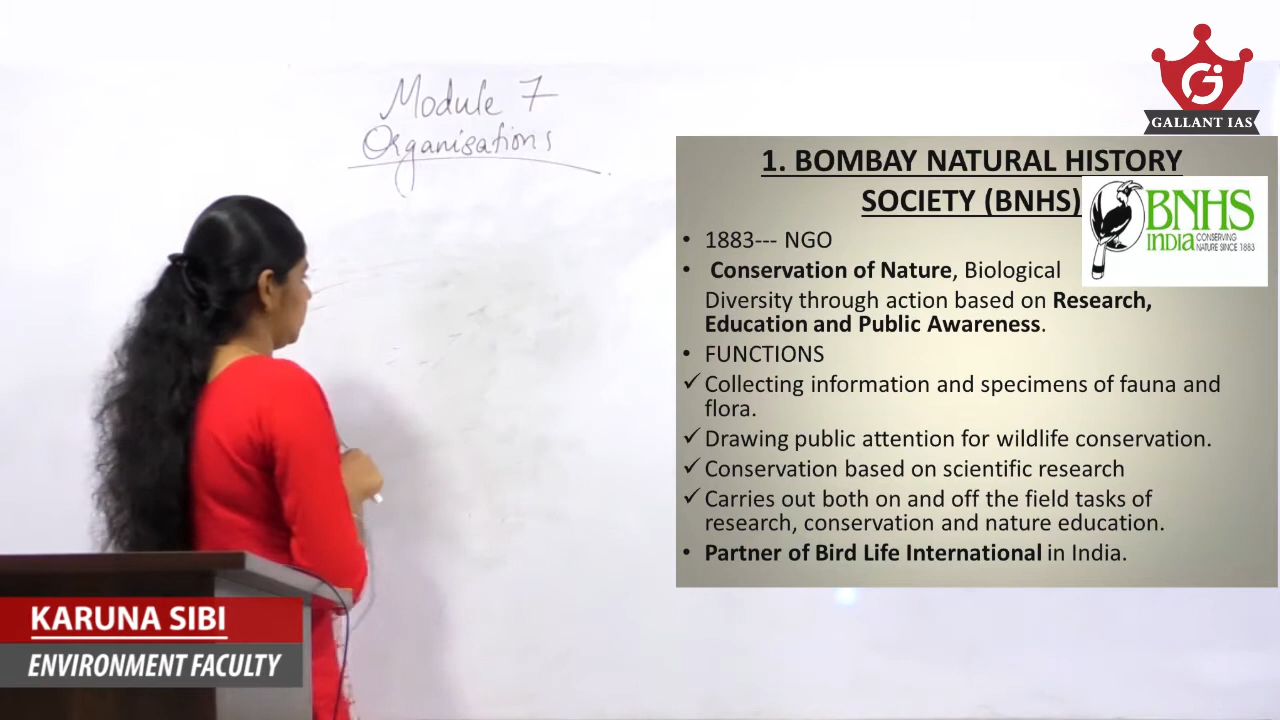 Module 7
Organisations
GALLANT IAS
1. BOMBAY NATURAL HISTORY
SOCIETY (BNHS)
BNHS
INDIA CONSERVING
NATURE SINCE 1883
• 1883--- NGO
• Conservation of Nature, Biological
Diversity through action based on Research,
Education and Public Awareness.
• FUNCTIONS
✓ Collecting information and specimens of fauna and
flora.
✓ Drawing public attention for wildlife conservation.
✓ Conservation based on scientific research
✓ Carries out both on and off the field tasks of
research, conservation and nature education.
• Partner of Bird Life International in India.
KARUNA SIBI
ENVIRONMENT FACULTY